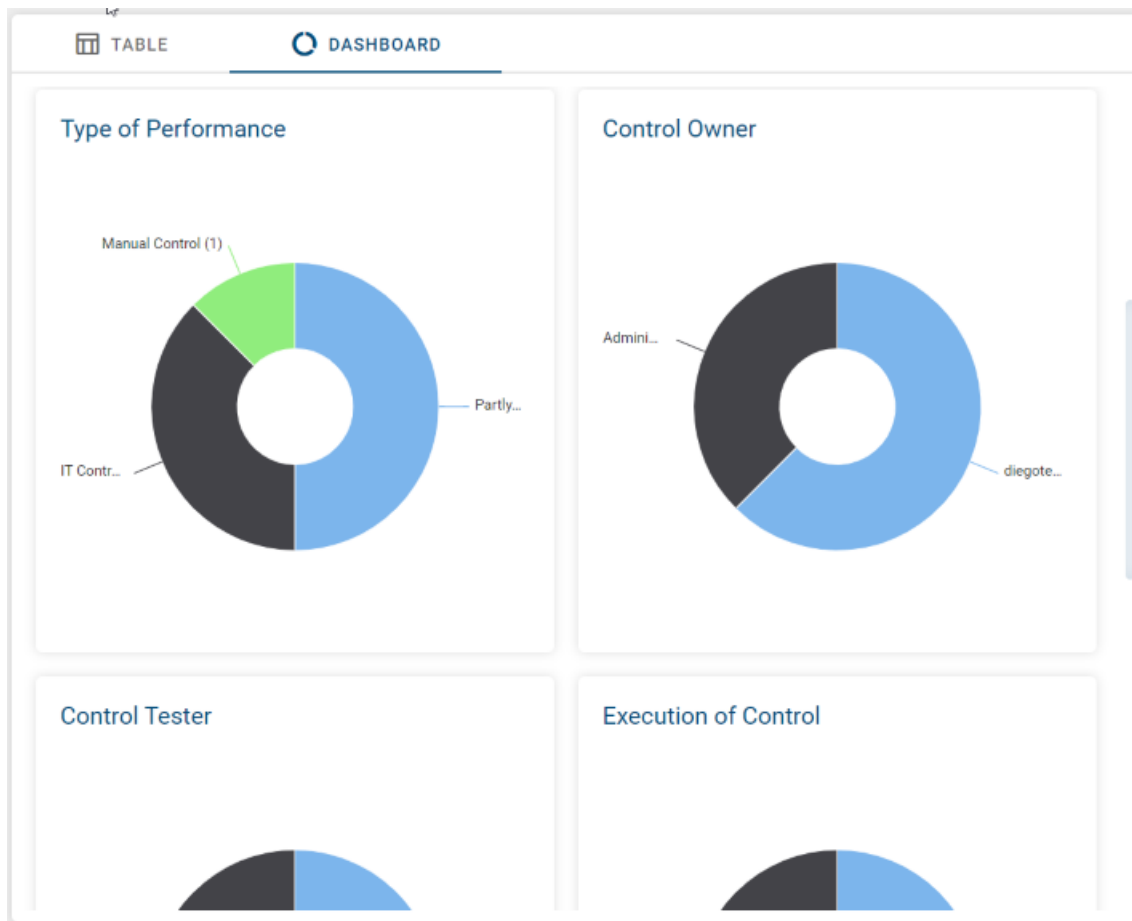 TABLE
DASHBOARD
Type of Performance
Manual Control (1)
Partly...
IT Contr...
Control Owner
Admini...
diegote...
Control Tester
Execution of Control